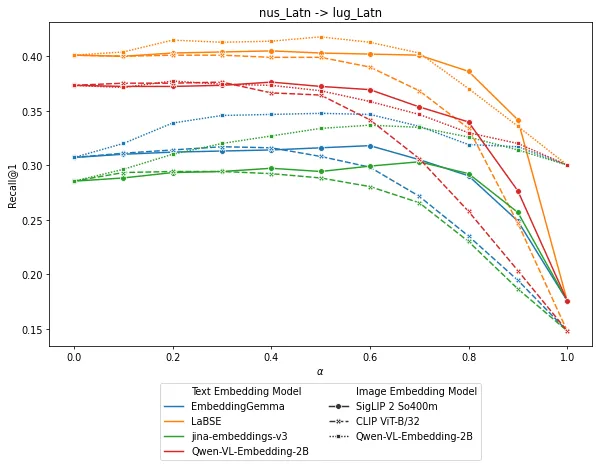 nus_Latn -> lug_Latn
Recall@1
0.40
0.35
0.30
0.25
0.20
0.15
0.0
0.2
0.4
0.6
0.8
1.0
α
Text Embedding Model
EmbeddingGemma
LaBSE
jina-embeddings-v3
Qwen-VL-Embedding-2B
Image Embedding Model
SigLIP 2 So400m
CLIP ViT-B/32
Qwen-VL-Embedding-2B